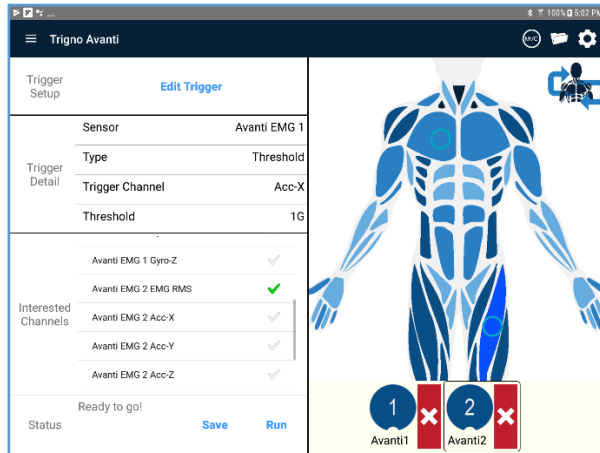 100% 5:02 PM
Trigno Avanti
MVC
Trigger Setup
Edit Trigger
Trigger Detail
Sensor Avanti EMG 1
Type Threshold
Trigger Channel Acc-X
Threshold 1G
Interested Channels
Avanti EMG 1 Gyro-Z
Avanti EMG 2 EMG RMS
Avanti EMG 2 Acc-X
Avanti EMG 2 Acc-Y
Avanti EMG 2 Acc-Z
Status
Ready to go!
Save Run
1 2
Avanti1 Avanti2